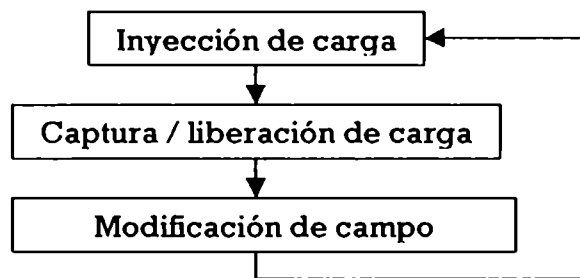 Inyección de carga
Captura / liberación de carga
Modificación de campo